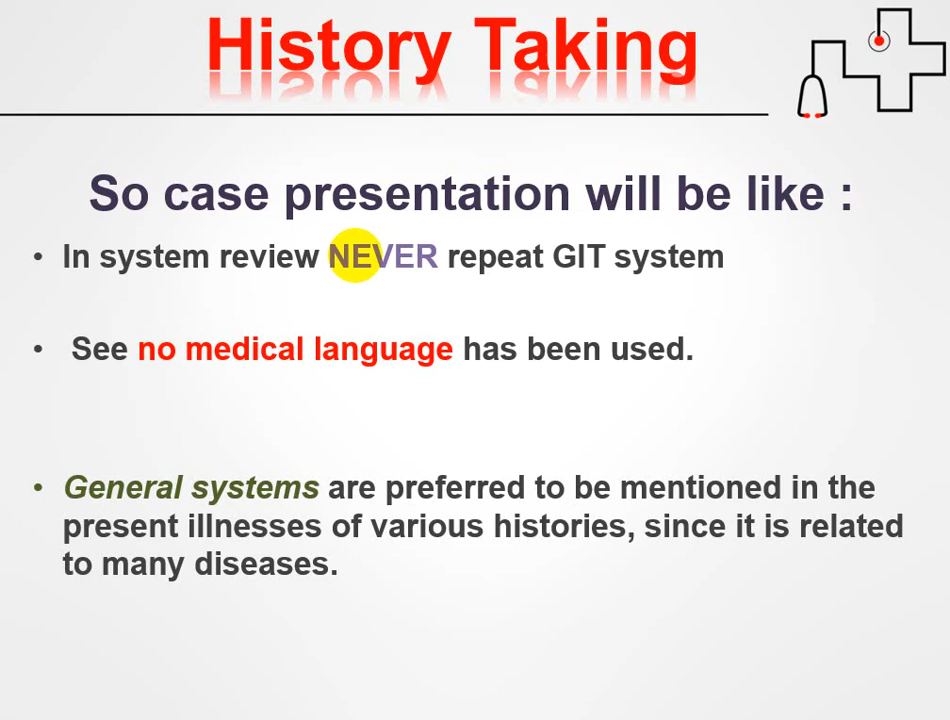 History Taking
So case presentation will be like :
• In system review NEVER repeat GIT system
• See no medical language has been used.
• General systems are preferred to be mentioned in the
present illnesses of various histories, since it is related
to many diseases.